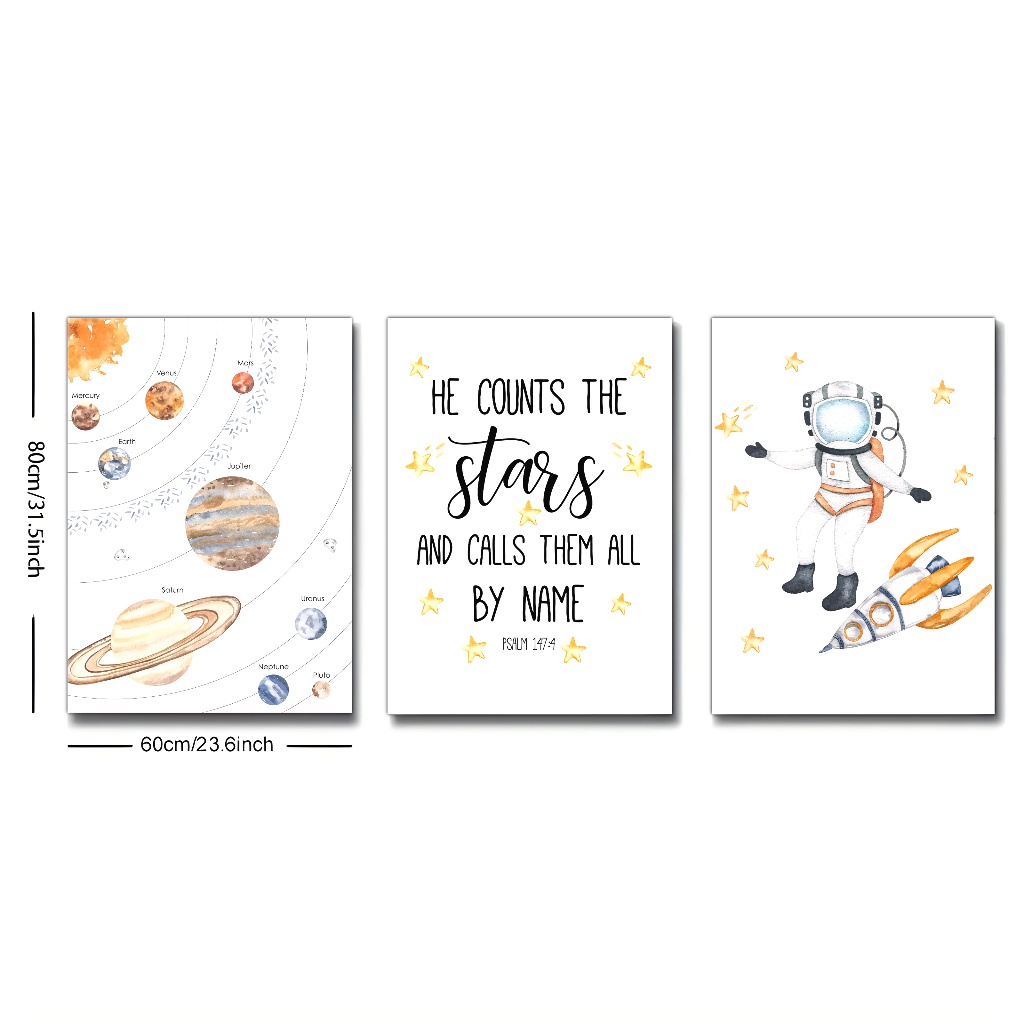 80cm/31.5inch
Mars
Venus
Mercury
Earth
Jupiter
Saturn
Uranus
Neptune
Pluto
60cm/23.6inch
HE COUNTS THE
stars
AND CALLS THEM ALL
BY NAME
PSALM 147:4